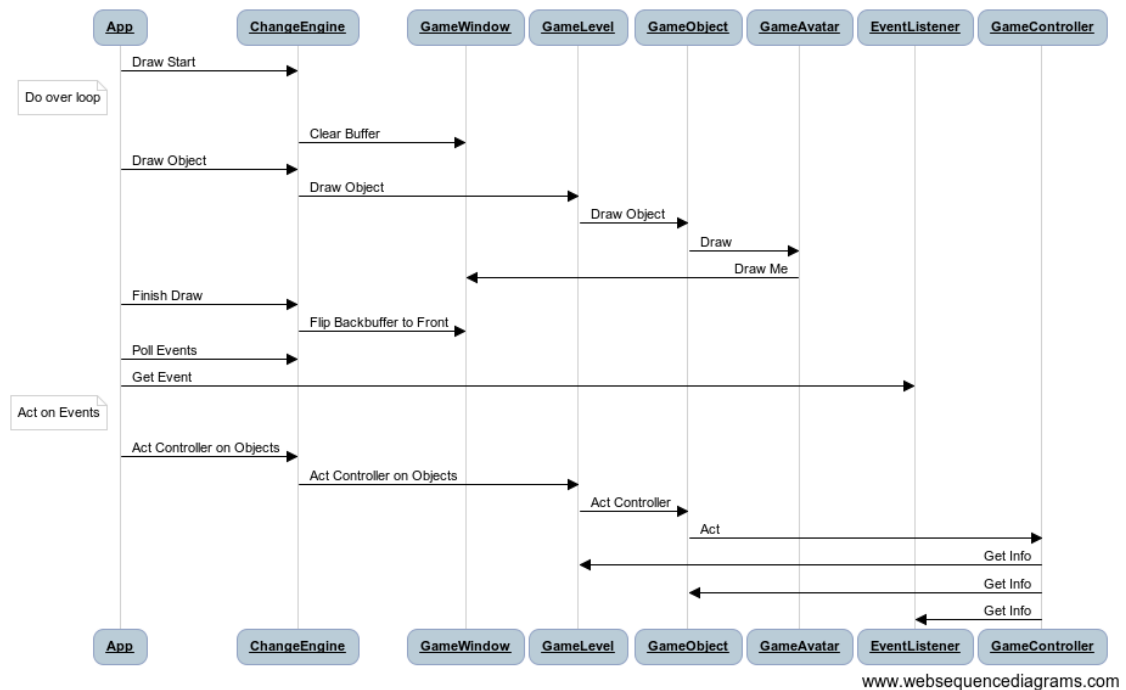 App ChangeEngine GameWindow GameLevel GameObject GameAvatar EventListener GameController
Draw Start
Do over loop
Clear Buffer
Draw Object
Draw Object
Draw Object
Draw
Draw Me
Finish Draw
Flip Backbuffer to Front
Poll Events
Get Event
Act on Events
Act Controller on Objects
Act Controller on Objects
Act Controller
Act
Get Info
Get Info
Get Info
App ChangeEngine GameWindow GameLevel GameObject GameAvatar EventListener GameController
www.websequencediagrams.com